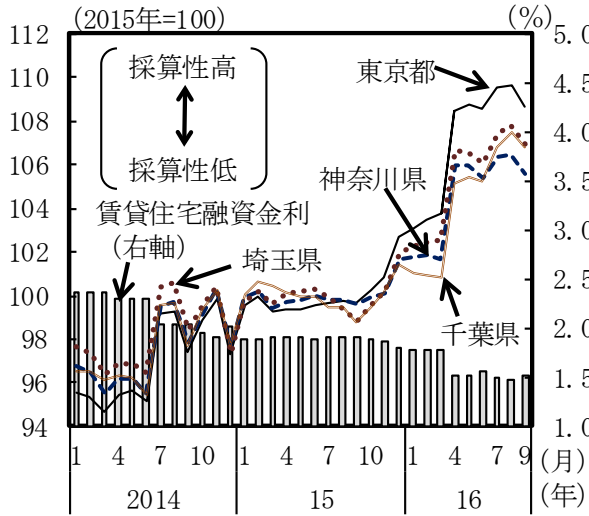 (2015年=100)
(%)
112
110
108
106
104
102
100
98
96
94
5.0
4.5
4.0
3.5
3.0
2.5
2.0
1.5
1.0
採算性高
採算性低
東京都
神奈川県
賃貸住宅融資金利
(右軸)
埼玉県
千葉県
1 4 7 10 1 4 7 10 1 4 7 9 (月)
2014 15 16 (年)